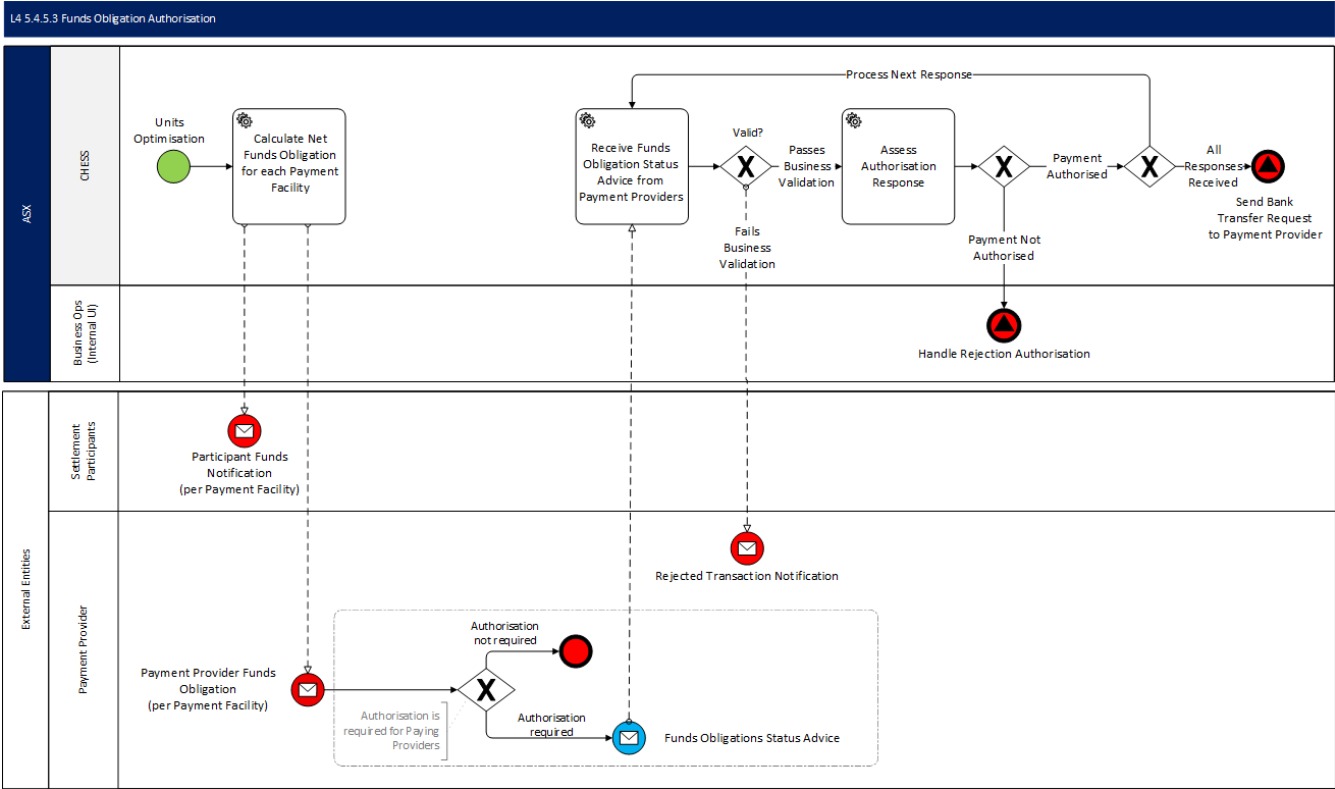 L4 5.4.5.3 Funds Obligation Authorisation
ASX
CHESS
Units
Optimisation
Calculate Net
Funds Obligation
for each Payment
Facility
Process Next Response
Receive Funds
Obligation Status
Advice from
Payment Providers
Valid?
X
Passes
Business
Validation
Fails
Business
Validation
Assess
Authorisation
Response
X
Payment
Authorised
Payment Not
Authorised
X
All
Responses
Received
Send Bank
Transfer Request
to Payment Provider
Business Ops
(Internal UI)
Handle Rejection Authorisation
External Entities
Settlement
Participants
Participant Funds
Notification
(per Payment Facility)
Payment Provider
Rejected Transaction Notification
Payment Provider Funds
Obligation
(per Payment Facility)
Authorisation
not required
X
Authorisation is
required for Paying
Providers
Authorisation
required
Funds Obligations Status Advice